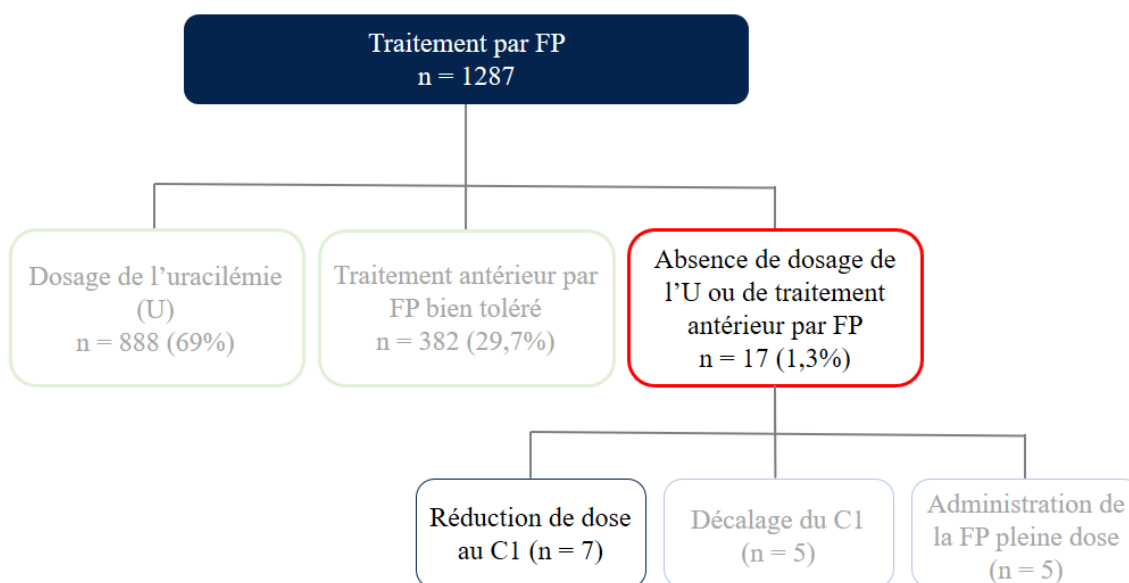 Traitement par FP
n = 1287
Dosage de l’uracilémie
(U)
n = 888 (69%)
Traitement antérieur par
FP bien toléré
n = 382 (29,7%)
Absence de dosage de
l’U ou de traitement
antérieur par FP
n = 17 (1,3%)
Réduction de dose
au C1 (n = 7)
Décalage du C1
(n = 5)
Administration de
la FP pleine dose
(n = 5)